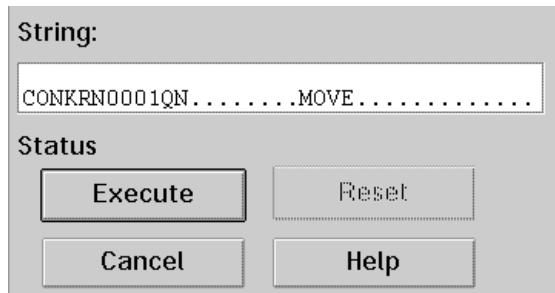 String:
CONKRN0001QN........MOVE.............
Status
Execute
Reset
Cancel
Help